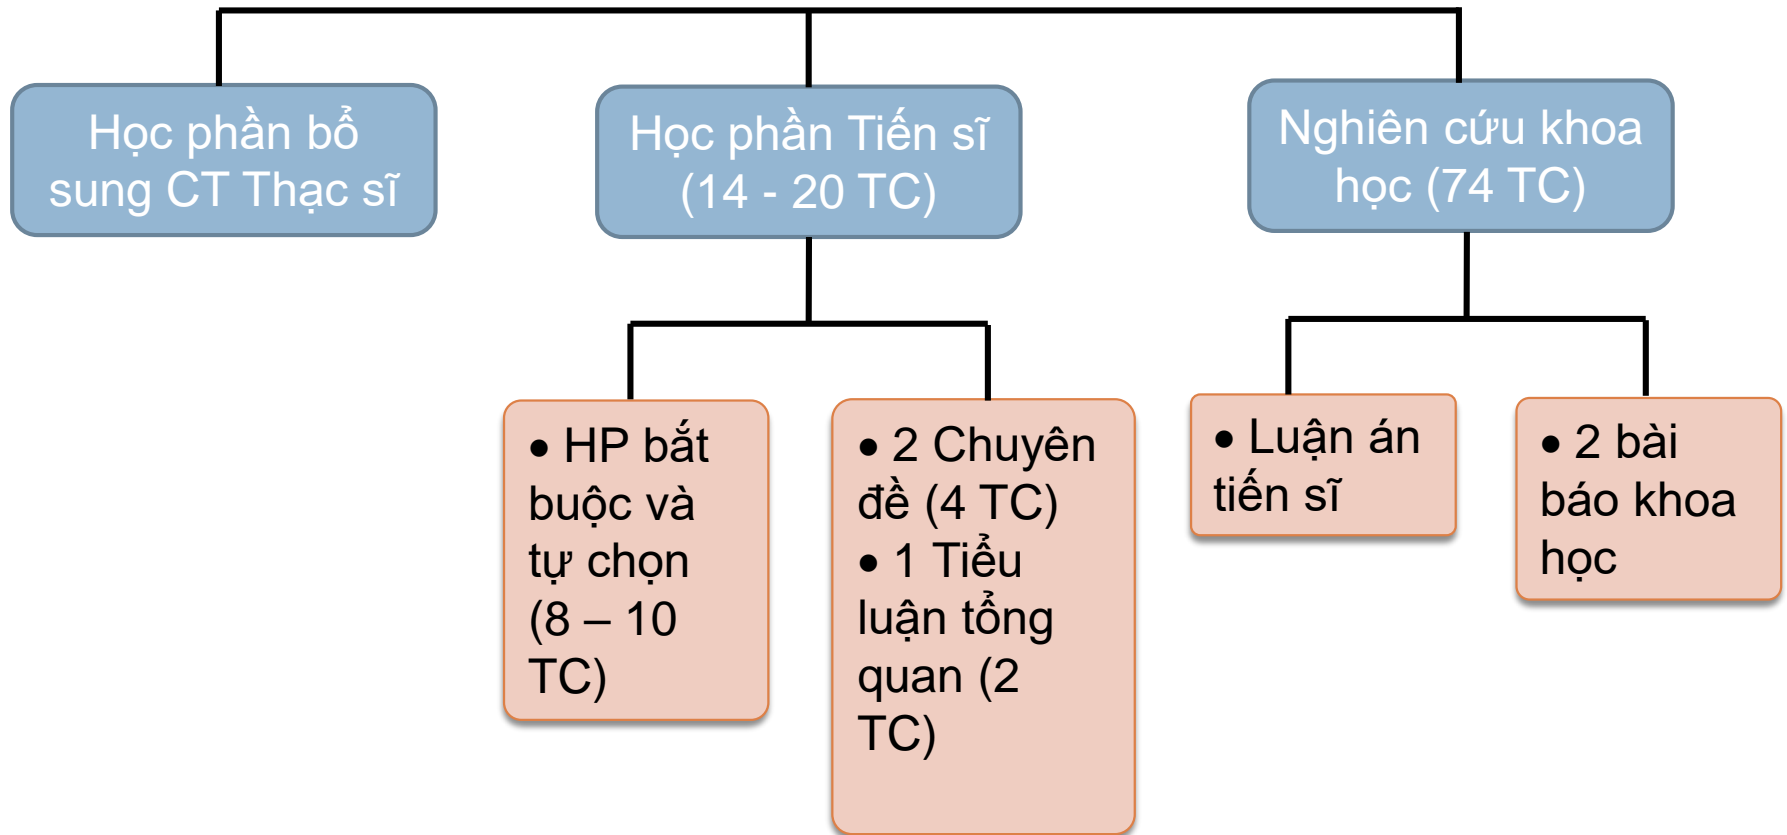 Học phần bổ
sung CT Thạc sĩ
Học phần Tiến sĩ
(14 - 20 TC)
Nghiên cứu khoa
học (74 TC)
• HP bắt
buộc và
tự chọn
(8 – 10
TC)
• 2 Chuyên
đề (4 TC)
• 1 Tiểu
luận tổng
quan (2
TC)
• Luận án
tiến sĩ
• 2 bài
báo khoa
học